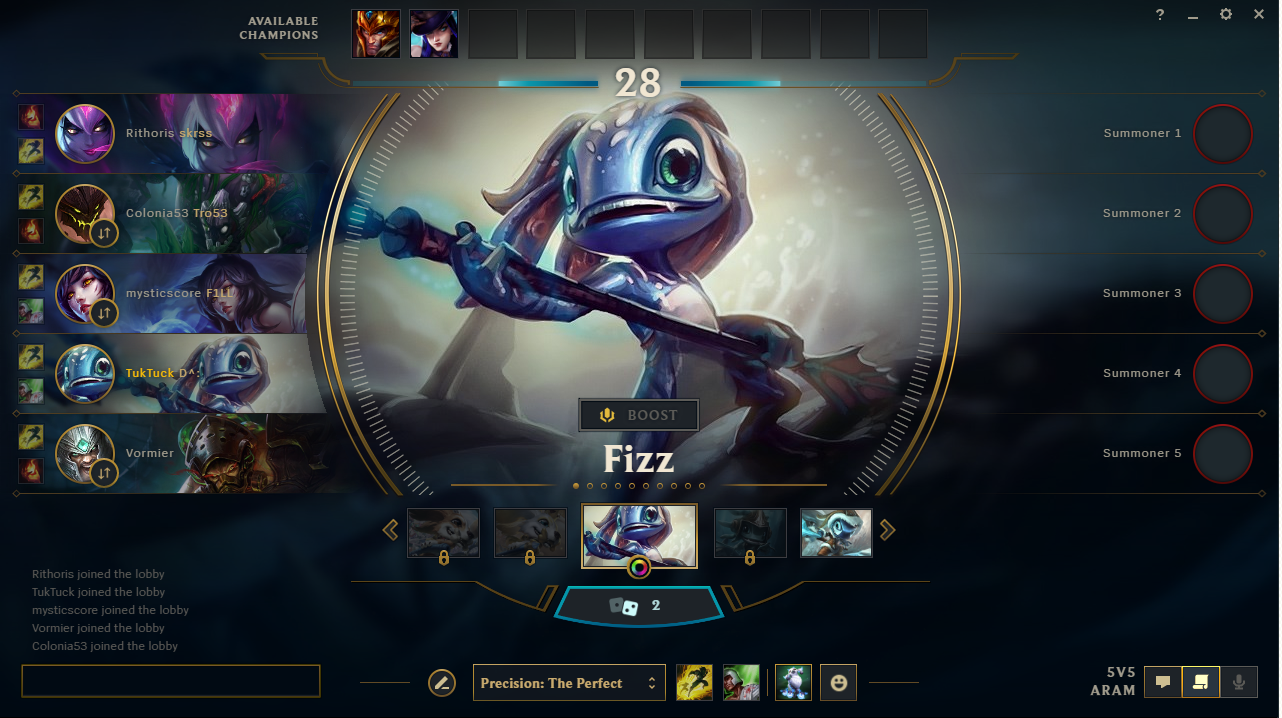 AVAILABLE
CHAMPIONS
?
28
Rithoris skrss
Colonia53 Tro53
mysticscore F1LL
TukTuck D^:
Vormier
Summoner 1
Summoner 2
Summoner 3
Summoner 4
Summoner 5
BOOST
Fizz
2
Rithoris joined the lobby
TukTuck joined the lobby
mysticscore joined the lobby
Vormier joined the lobby
Colonia53 joined the lobby
Precision: The Perfect
5V5
ARAM